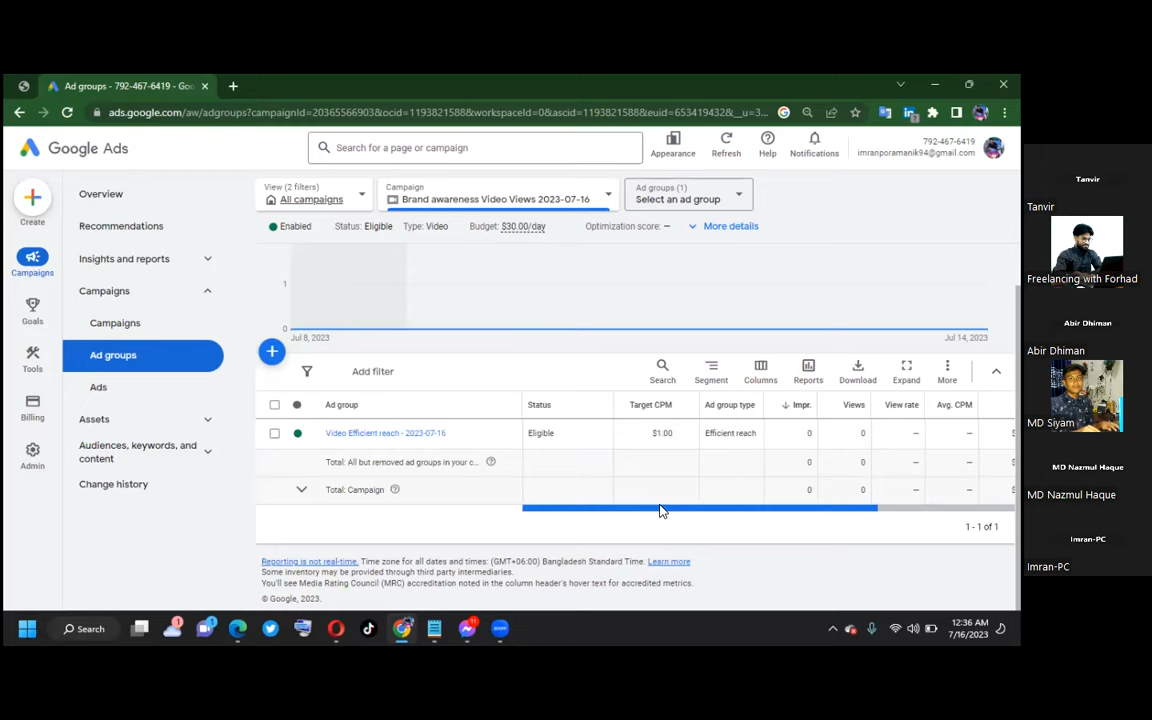 Ad groups - 792-467-6419 - Goo
ads.google.com/aw/adgroups?campaignId=20365566903&ocid=1193821588&workspaceId=0&ascid=1193821588&euid=653419432&__u=3...
Google Ads
Search for a page or campaign
Appearance
Refresh
Help
Notifications
792-467-6419
imranporamanik94@gmail.com
Create
Campaigns
Goals
Tools
Billing
Admin
Overview
Recommendations
Insights and reports
Campaigns
Campaigns
Ad groups
Ads
Assets
Audiences, keywords, and
content
Change history
View (2 filters)
All campaigns
Campaign
Brand awareness Video Views 2023-07-16
Ad groups (1)
Select an ad group
Enabled Status: Eligible Type: Video Budget: $30.00/day Optimization score: – More details
1
0
Jul 8, 2023 Jul 14, 2023
Add filter
Search
Segment
Columns
Reports
Download
Expand
More
Ad group Status Target CPM Ad group type Impr. Views View rate Avg. CPM
Video Efficient reach - 2023-07-16 Eligible $1.00 Efficient reach 0 0 – – $
Total: All but removed ad groups in your c... 0 0 – – $
Total: Campaign 0 0 – – $
1 - 1 of 1
Reporting is not real-time. Time zone for all dates and times: (GMT+06:00) Bangladesh Standard Time. Learn more
Some inventory may be provided through third party intermediaries.
You'll see Media Rating Council (MRC) accreditation noted in the column header's hover text for accredited metrics.
© Google, 2023.
Search
12:36 AM
7/16/2023
Tanvir
Tanvir
Freelancing with Forhad
Abir Dhiman
Abir Dhiman
MD Siyam
MD Nazmul Haque
MD Nazmul Haque
Imran-PC
Imran-PC